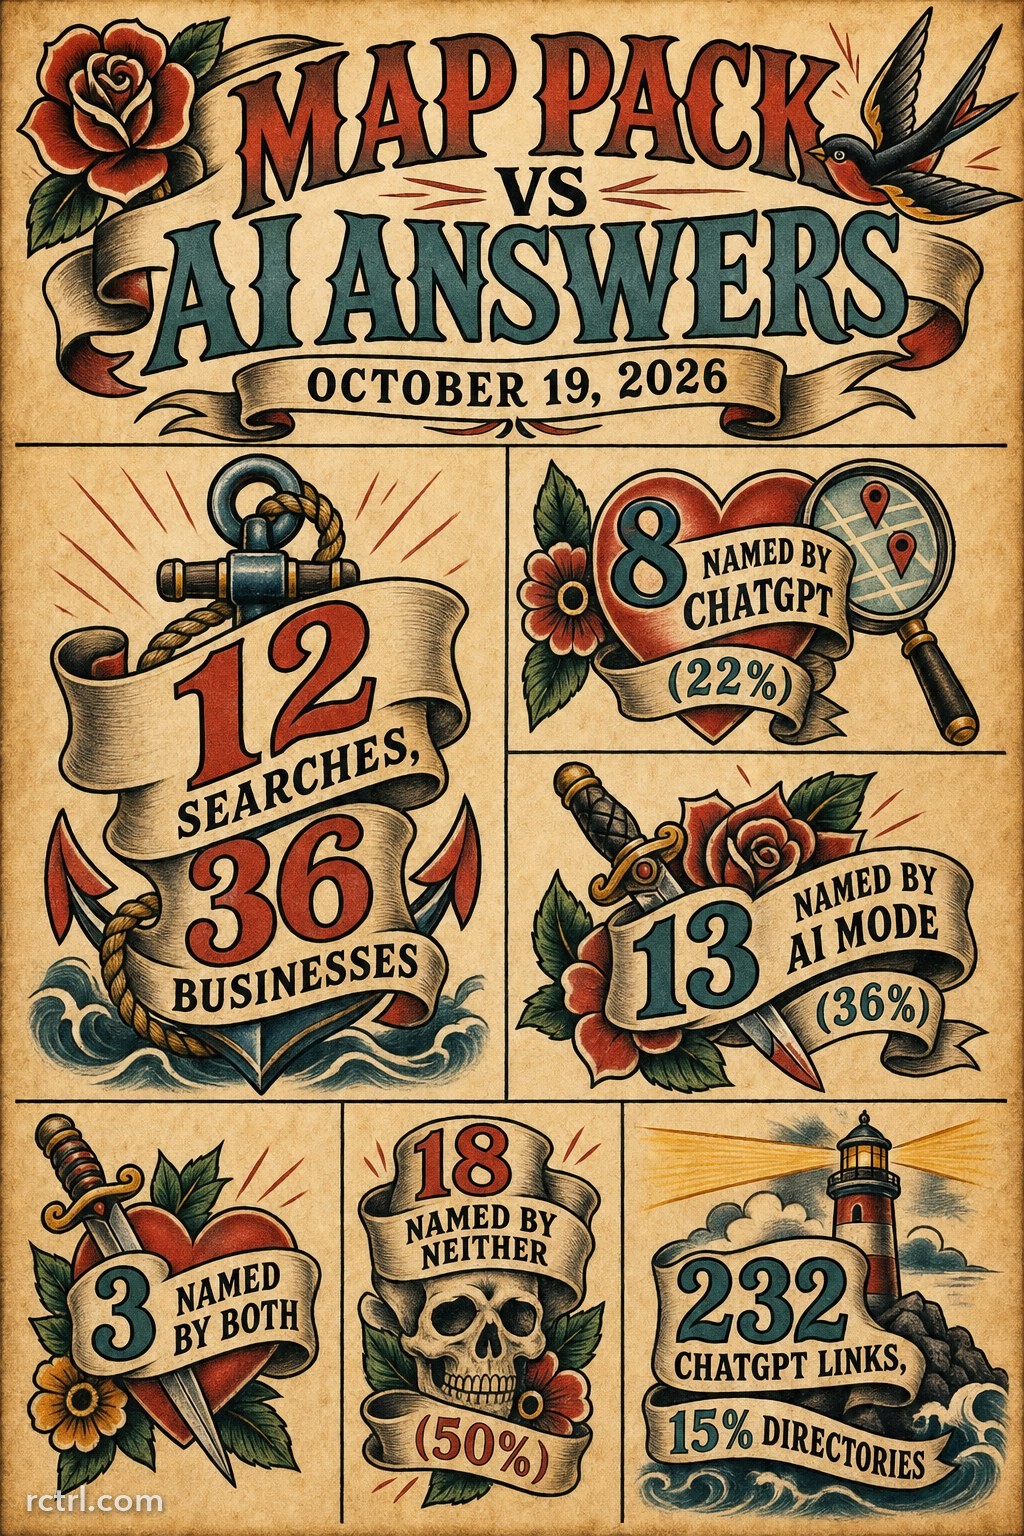 MAP PACK
VS
AI ANSWERS
OCTOBER 19, 2026
12
SEARCHES,
36
BUSINESSES
8
NAMED BY
CHATGPT
(22%)
13
NAMED BY
AI MODE
(36%)
3
NAMED
BY BOTH
18
NAMED BY
NEITHER
(50%)
232
CHATGPT LINKS,
15% DIRECTORIES
rctrl.com